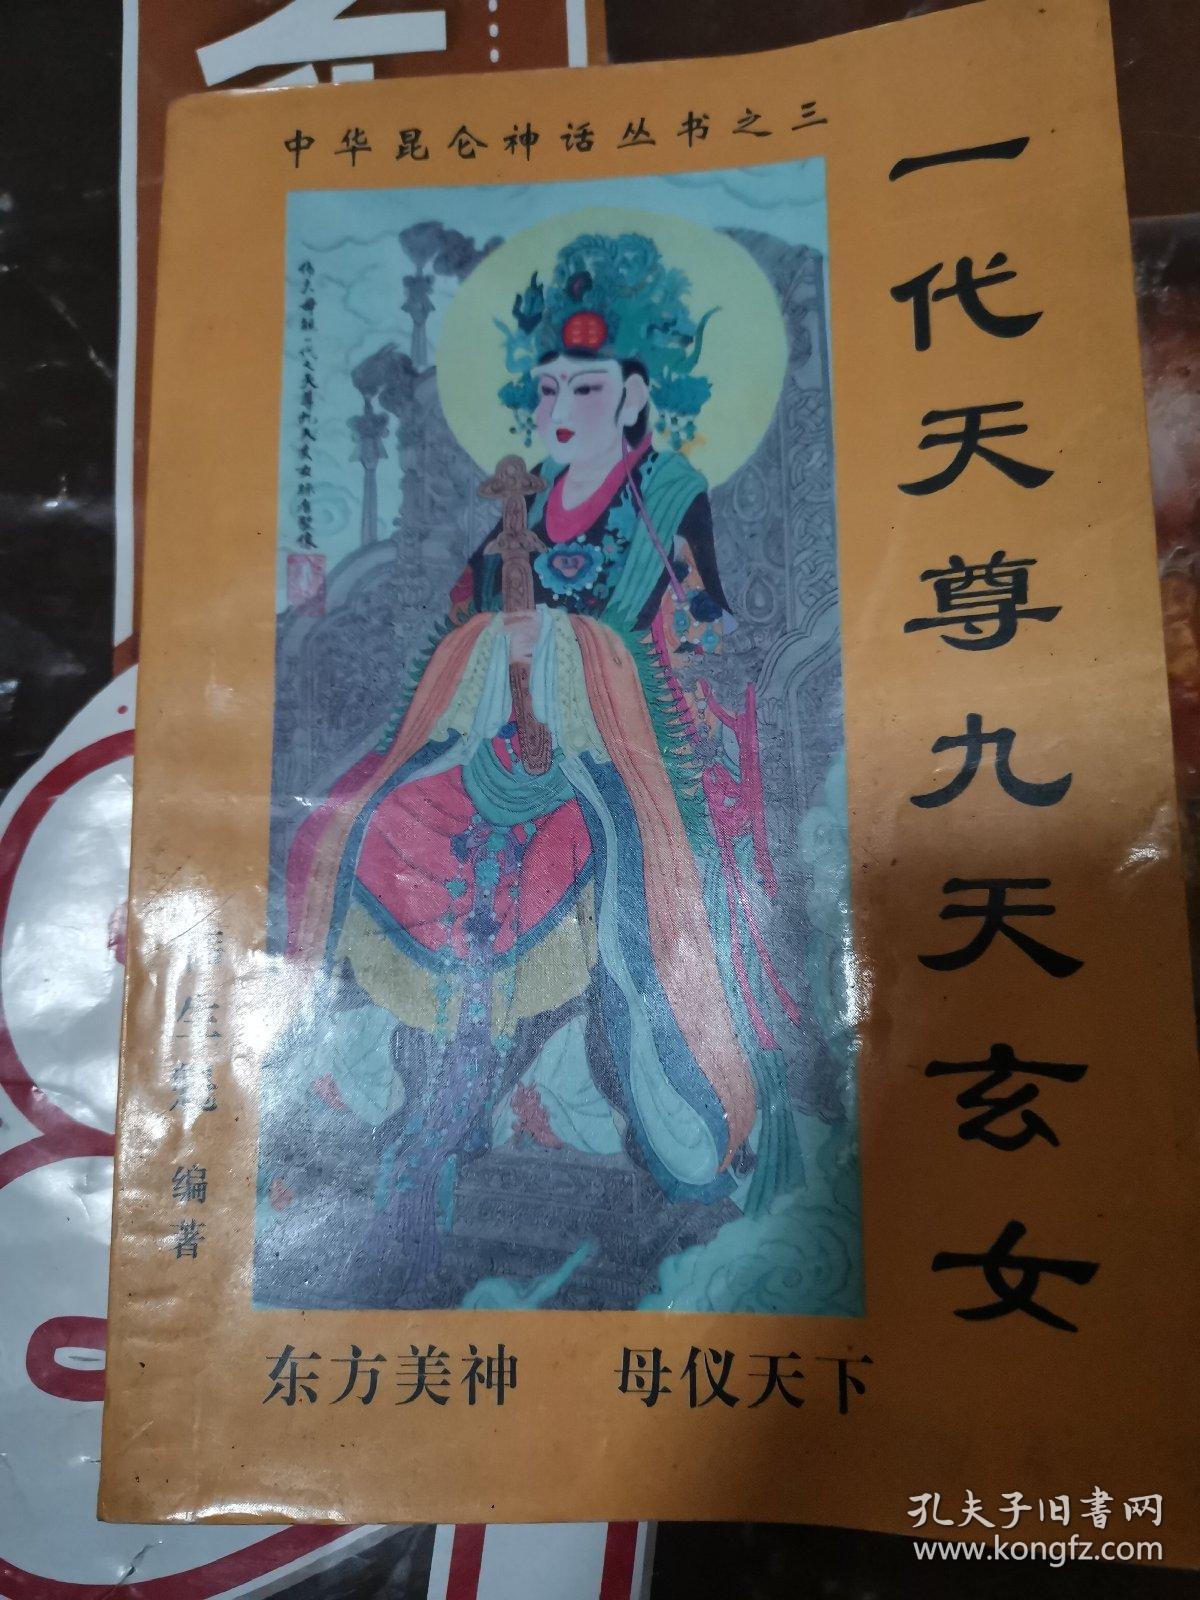 中华昆仑神话丛书之三
一代天尊九天玄女
编著
东方美神 母仪天下
孔夫子旧书网
www.kongfz.com